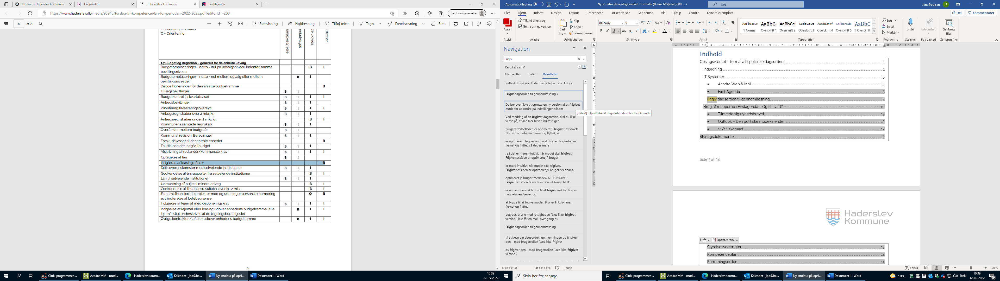 Intranet - Haderslev Kommune
Dagsorden
- Haderslev Kommune
FirstAgenda
https://www.haderslev.dk/media/95945/forslag-til-kompetenceplan-for-perioden-2022-2025.pdf?editorId=-200
Synkroniserer ikke
6 af 22
Sidevisning
Højtlæsning
Tilføj tekst
Tegn
Fremhævning
Slet
O = Orientering
1.7 Budget og Regnskab – generelt for de enkelte udvalg
Budgetomplaceringer - netto = nul på udvalgsniveau indenfor samme B I
bevillingsniveau
Budgetomplaceringer - netto = nul mellem udvalg eller mellem B I
bevillingsniveauer
Dispositioner indenfor den afsatte budgetramme B
Tillægsbevillinger B I
Budgetkontrol (3. kvartalsvise) B I I I
Anlægsbevillinger B I I
Prioritering Investeringsoversigt B I I I
Anlægsregnskaber over 2 mio. kr. B I I
Anlægsregnskaber under 2 mio. kr. B I
Kommunens samlede regnskab B I I
Overførsler mellem budgetår B I
Kommunal revision: Beretninger B I I
Forskudskasser til decentrale enheder B
Takstblade der indgår i budget B I I
Afskrivning af restancer/kommunale krav B I I I
Optagelse af lån B I
Indgåelse af leasing aftaler B
Driftsoverenskomster med selvejende institutioner B I I
Godkendelse af årsrapporter fra selvejende institutioner B I
Lån til selvejende institutioner B I I
Udmøntning af pulje til mindre anlæg B I
Godkendelse af licitationsresultater over kr. 2 mio. B I
Eksternt finansierede projekter med og uden øget personale normering O B
evt. indførelse af beløbsgrænse.
Indgåelse af lejemål med deponeringskrav B I I I
Indgåelse af lejemål eller leasing udover enhedens budgetramme (alle B I I
lejemål skal underskrives af de tegningsberettigede)
Øvrige kontrakter / aftaler udover enhedens budgetramme B I I
5
Automatisk lagring
Ny struktur på opslagsværket - formalia (Brians tilføjelser) (00...
Søg
Jens Poulsen JP
Filer Hjem Indsæt Design Layout Referencer Forsendelser Gennemse Vis Hjælp Acadre DynamicTemplate
Del
Kommentarer
Assist
Tilknyt til en sag
Gem som ny version
Sæt ind
Klip
Kopiér
Formatpensel
Raleway 9
F K U
¶ Normal Overskrift 1 Overskrift 2 Overskrift 3 Overskrift 4 Overskrift 5 ¶ Overskrift
Søg
Erstat
Markér
Dikter
Følsomhed
Genbrug filer
Assist Acadre Udklipsholder Skrifttype Afsnit Typografier Redigering Stemme Følsomhed Genbrug filer
Navigation
Frigiv
Resultat 2 af 51
Overskrifter Sider Resultater
Indtast dit søgeord i det hvide felt – F.eks. Frigiv
Frigiv dagsorden til gennemlæsning 7
Du behøver ikke at oprette en ny version af et frigivet
møde for at ændre på indstillinger, såsom
[Side 8] Oprettelse af dagsorden direkte i FirstAgenda
Ved ændring af en frigivet dagsorden, skal du ikke
vente på, at alle filer bliver indlæst igen.
Brugergrænsefladen er optimeret i frigivelsesflowet:
Bl.a. er Frigiv-fanen fjernet og flyttet, så
er optimeret i frigivelsesflowet: Bl.a. er Frigiv-fanen
fjernet og flyttet, så det er mere
, så det er mere intuitivt, når mødet skal frigives.
Frigivelsessiden er optimeret jf. bruger-
er mere intuitivt, når mødet skal frigives.
Frigivelsessiden er optimeret jf. bruger-feedback.
optimeret jf. bruger-feedback. ALTERNATIVT:
Frigivelsessiden er nu nemmere at bruge til at
er nu nemmere at bruge til at frigive møder. Bl.a. er
Frigiv-fanen fjernet og
at bruge til at frigive møder. Bl.a. er Frigiv-fanen
fjernet og flyttet.
betyder, at alle med rettigheden "Læs ikke-frigivet
version" ikke får en mail, hver gang du
Frigiv dagsorden til gennemlæsning
til at læse din dagsorden igennem, inden du frigiver
den – med brugerrollen 'Læs ikke-frigivet
du frigiver den – med brugerrollen 'Læs ikke-frigivet
version'.
Indhold
Opslagsværket – formalia til politiske dagsordner 1
Indledning 1
IT Systemer 5
• Acadre Web & MM 5
• First Agenda 5
Frigiv dagsorden til gennemlæsning 7
Brug af mapperne i Firstagenda – Og til hvad? 10
• Tilmelde sig nyhedsbrevet 13
• Outlook – Den politiske mødekalender 13
• 14/14 skemaet 13
Styringsdokumenter 13
Side 3 af 38
Haderslev
Kommune
Opdater tabel...
Styrelsesvedtægten 13
Kompetenceplan 14
Forretningsorden 14
Side 3 af 38 1 af 8444 ord Dansk Fokus 120 %
Citrix programmer ... Acadre MM - mød... - Haderslev Komm... Kalender - jpo@ha... Ny struktur på opsl... Dokument1 - Word
10:39
12-05-2022
Skriv her for at søge
Citrix programmer ... Acadre MM - mød... - Haderslev Komm... Kalender - jpo@ha... Ny struktur på opsl... Dokument1 - Word
10°C DAN
10:39
12-05-2022